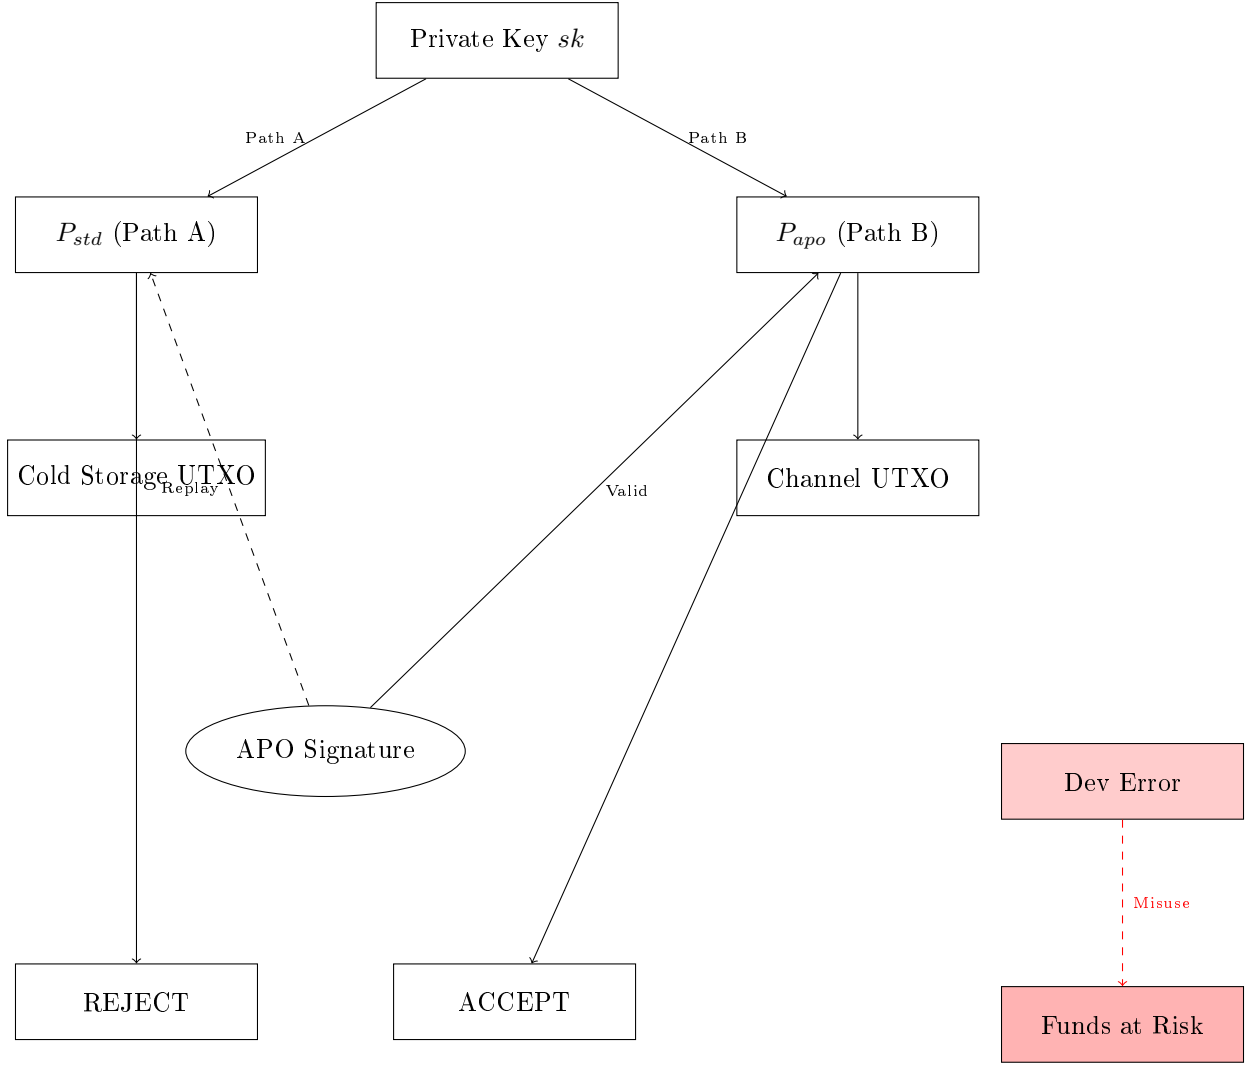 Private Key sk
Path A
Path B
P_std (Path A)
P_apo (Path B)
Cold Storage UTXO
Replay
Valid
Channel UTXO
APO Signature
Dev Error
Misuse
REJECT
ACCEPT
Funds at Risk